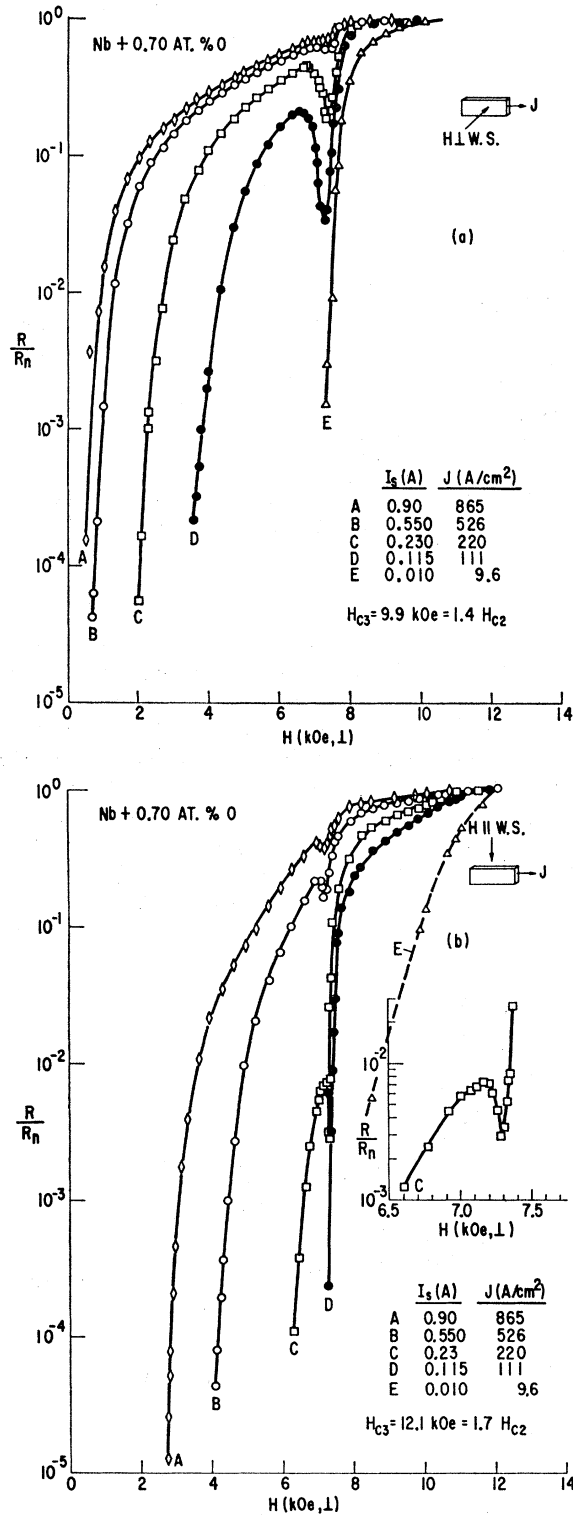 10⁰
(a)
Nb + 0.70 AT. % O
J
H⊥W.S.
10⁻¹
(a)
10⁻²
R/Rₙ
10⁻³
E
D
A
B
C
Iₛ(A) J(A/cm²)
A 0.90 865
B 0.550 526
C 0.230 220
D 0.115 111
E 0.010 9.6
10⁻⁴
H_C3 = 9.9 kOe = 1.4 H_C2
10⁻⁵
0 2 4 6 8 10 12 14
H (kOe,⊥)
10⁰
Nb + 0.70 AT. % O
H II W.S.
J
10⁻¹
E
(b)
10⁻²
R/Rₙ
10⁻²
R/Rₙ
10⁻³
C
6.5 7.0 7.5
H (kOe,⊥)
10⁻³
D
C
B
A
Iₛ(A) J(A/cm²)
A 0.90 865
B 0.550 526
C 0.23 220
D 0.115 111
E 0.010 9.6
10⁻⁴
H_C3 = 12.1 kOe = 1.7 H_C2
10⁻⁵
0 2 4 6 8 10 12 14
H (kOe,⊥)